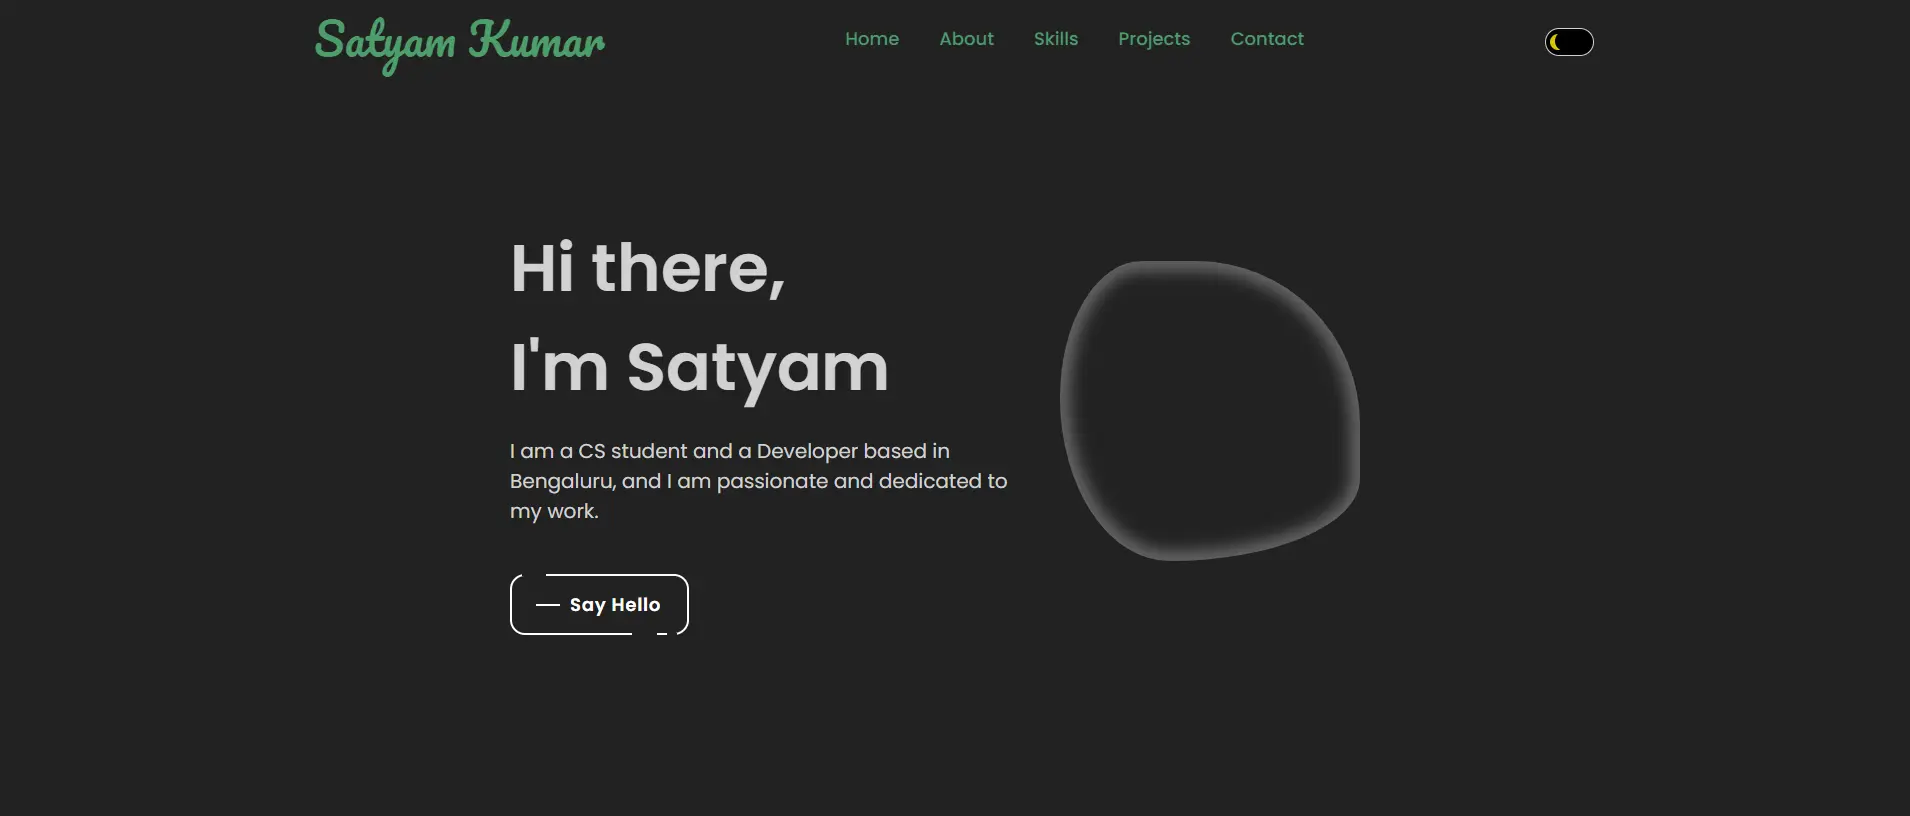 Satyam Kumar
Home About Skills Projects Contact
Hi there,
I'm Satyam
I am a CS student and a Developer based in
Bengaluru, and I am passionate and dedicated to
my work.
Say Hello